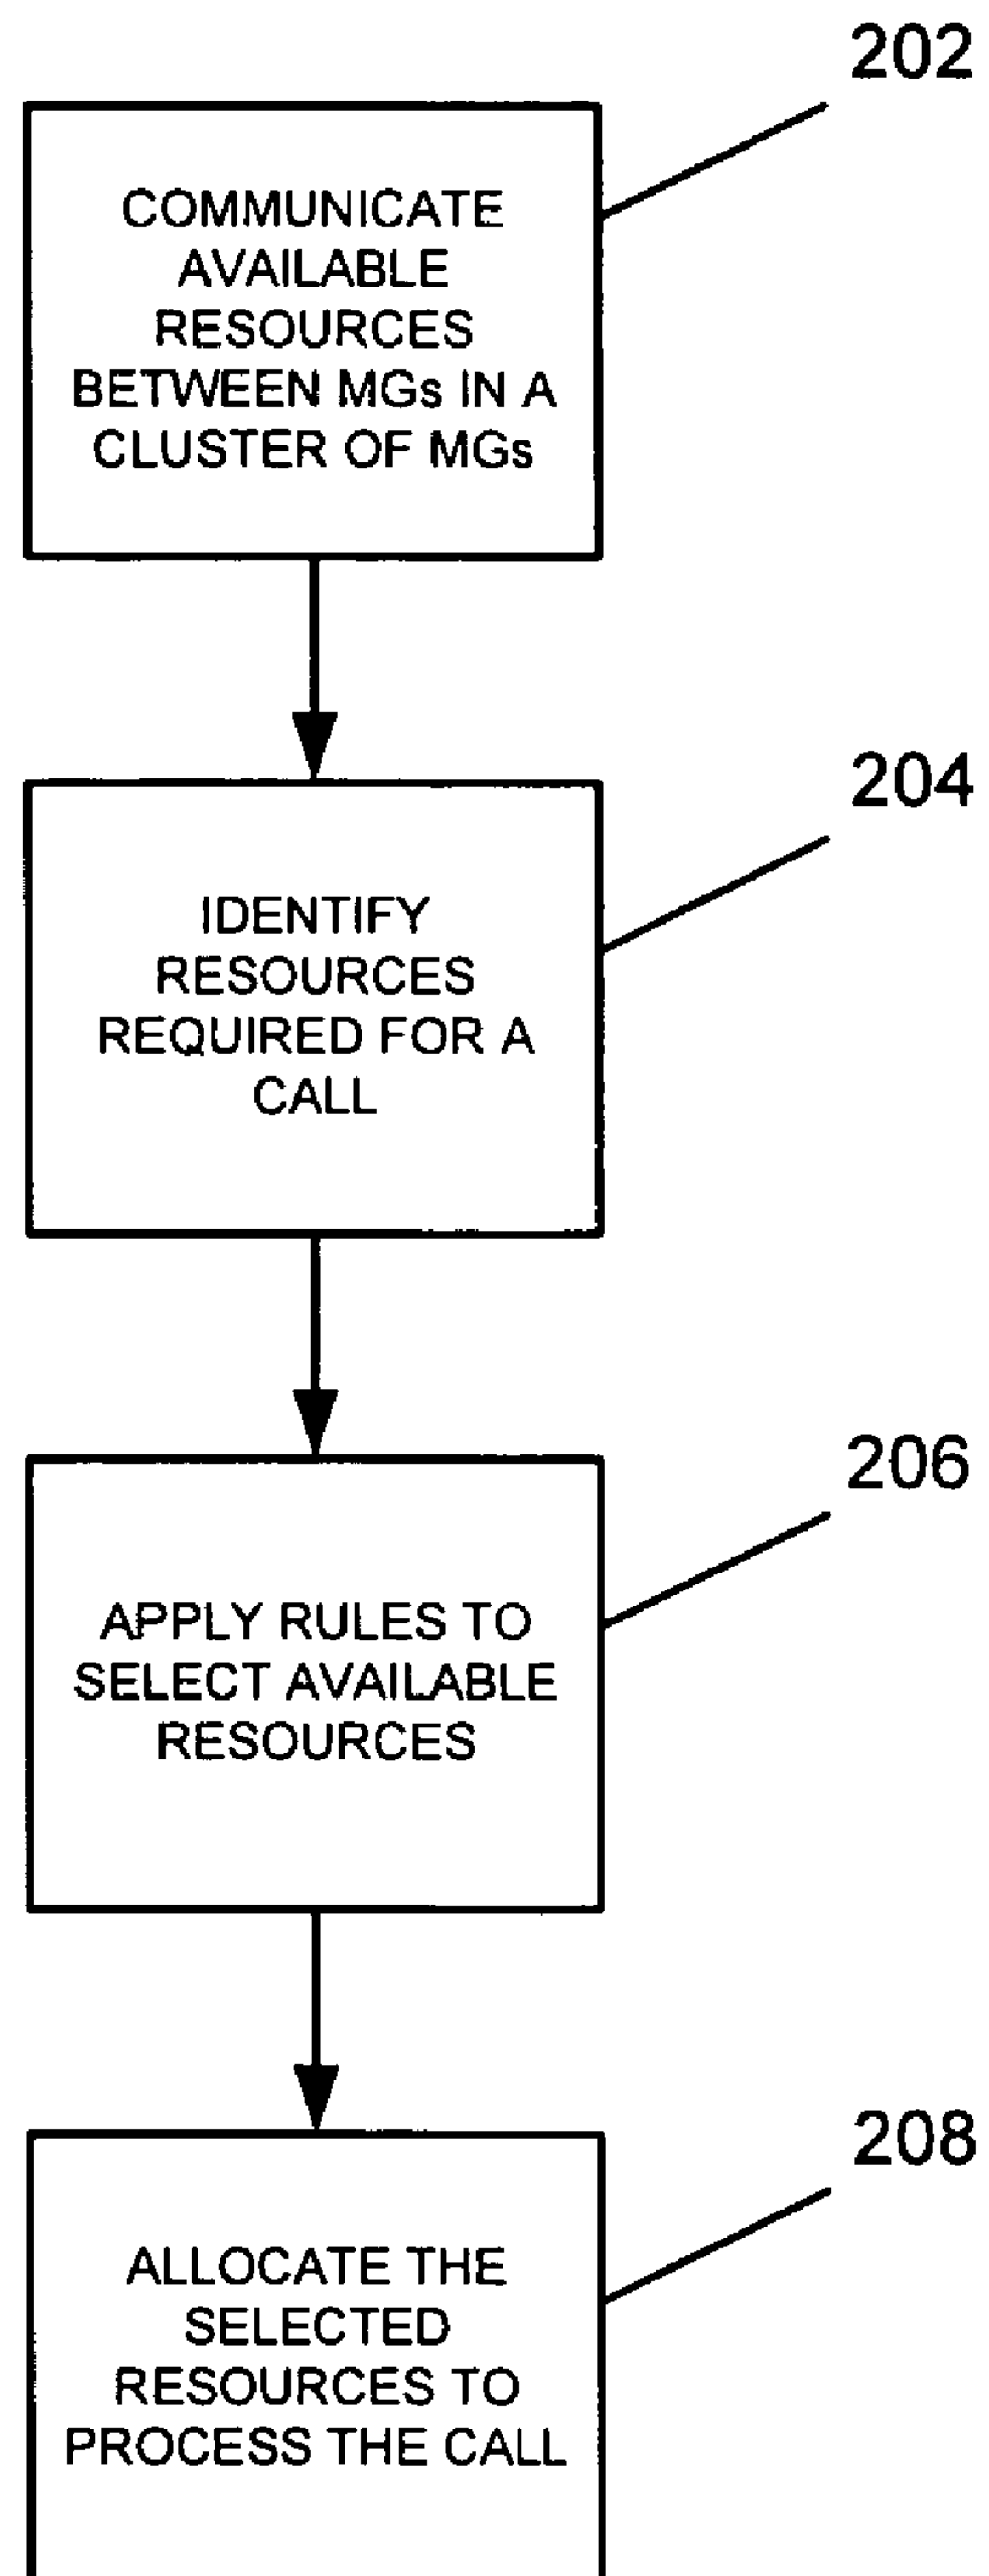 202
COMMUNICATE
AVAILABLE
RESOURCES
BETWEEN MGs IN A
CLUSTER OF MGs
204
IDENTIFY
RESOURCES
REQUIRED FOR A
CALL
206
APPLY RULES TO
SELECT AVAILABLE
RESOURCES
208
ALLOCATE THE
SELECTED
RESOURCES TO
PROCESS THE CALL